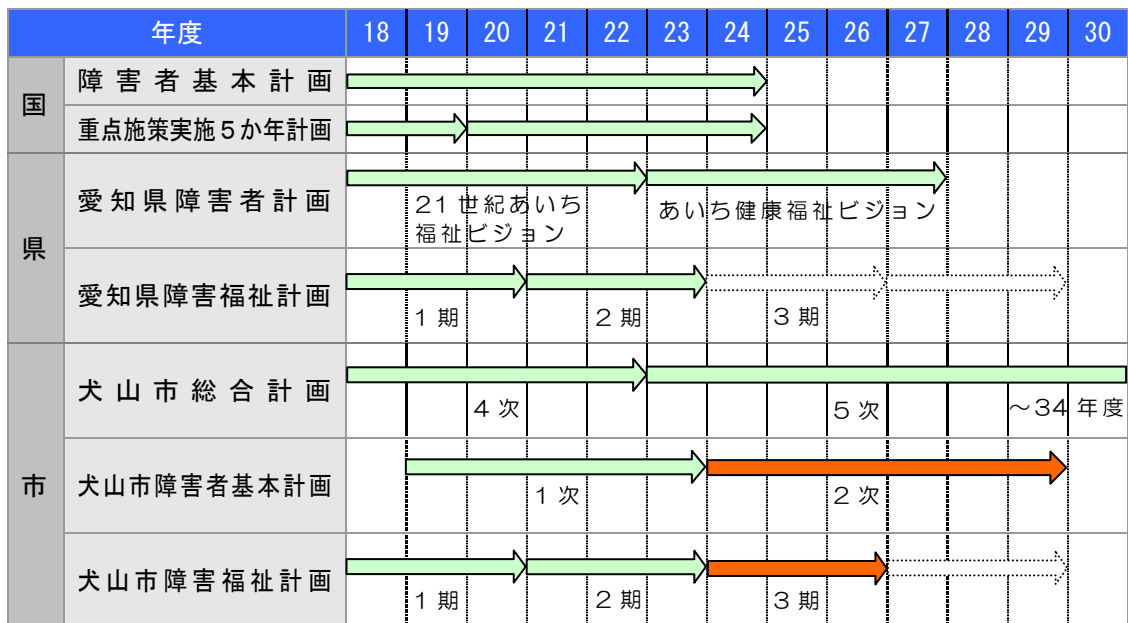 年度 18 19 20 21 22 23 24 25 26 27 28 29 30
国
障害者基本計画
重点施策実施5か年計画
県
愛知県障害者計画
21世紀あいち
福祉ビジョン
あいち健康福祉ビジョン
愛知県障害福祉計画
1期 2期 3期
市
犬山市総合計画
4次 5次 ～34年度
犬山市障害者基本計画
1次 2次
犬山市障害福祉計画
1期 2期 3期